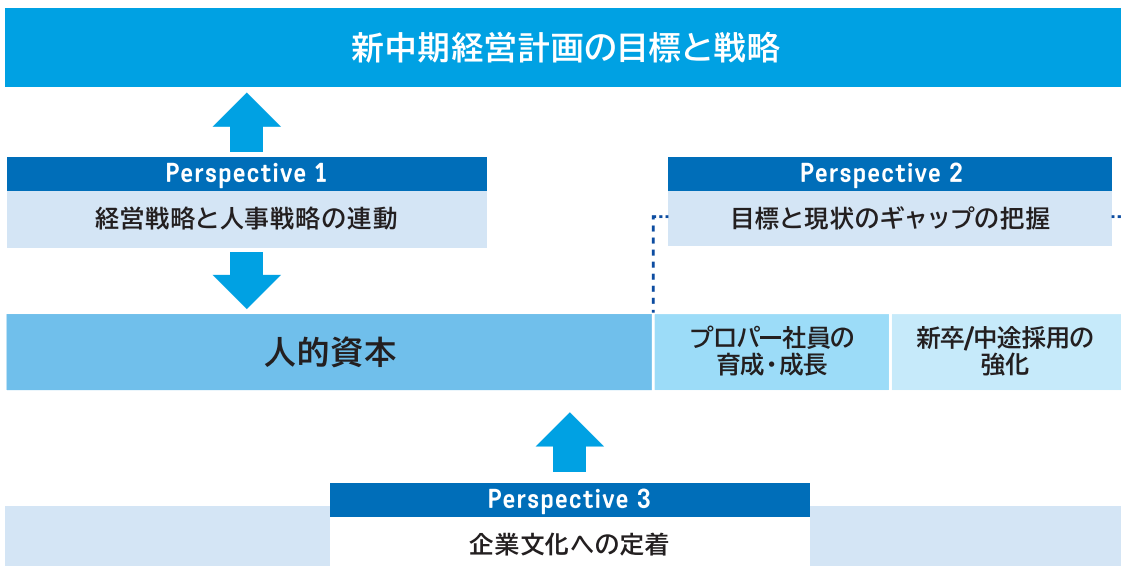 新中期経営計画の目標と戦略
Perspective 1
経営戦略と人事戦略の連動
Perspective 2
目標と現状のギャップの把握
人的資本
プロパー社員の
育成・成長
新卒/中途採用の
強化
Perspective 3
企業文化への定着